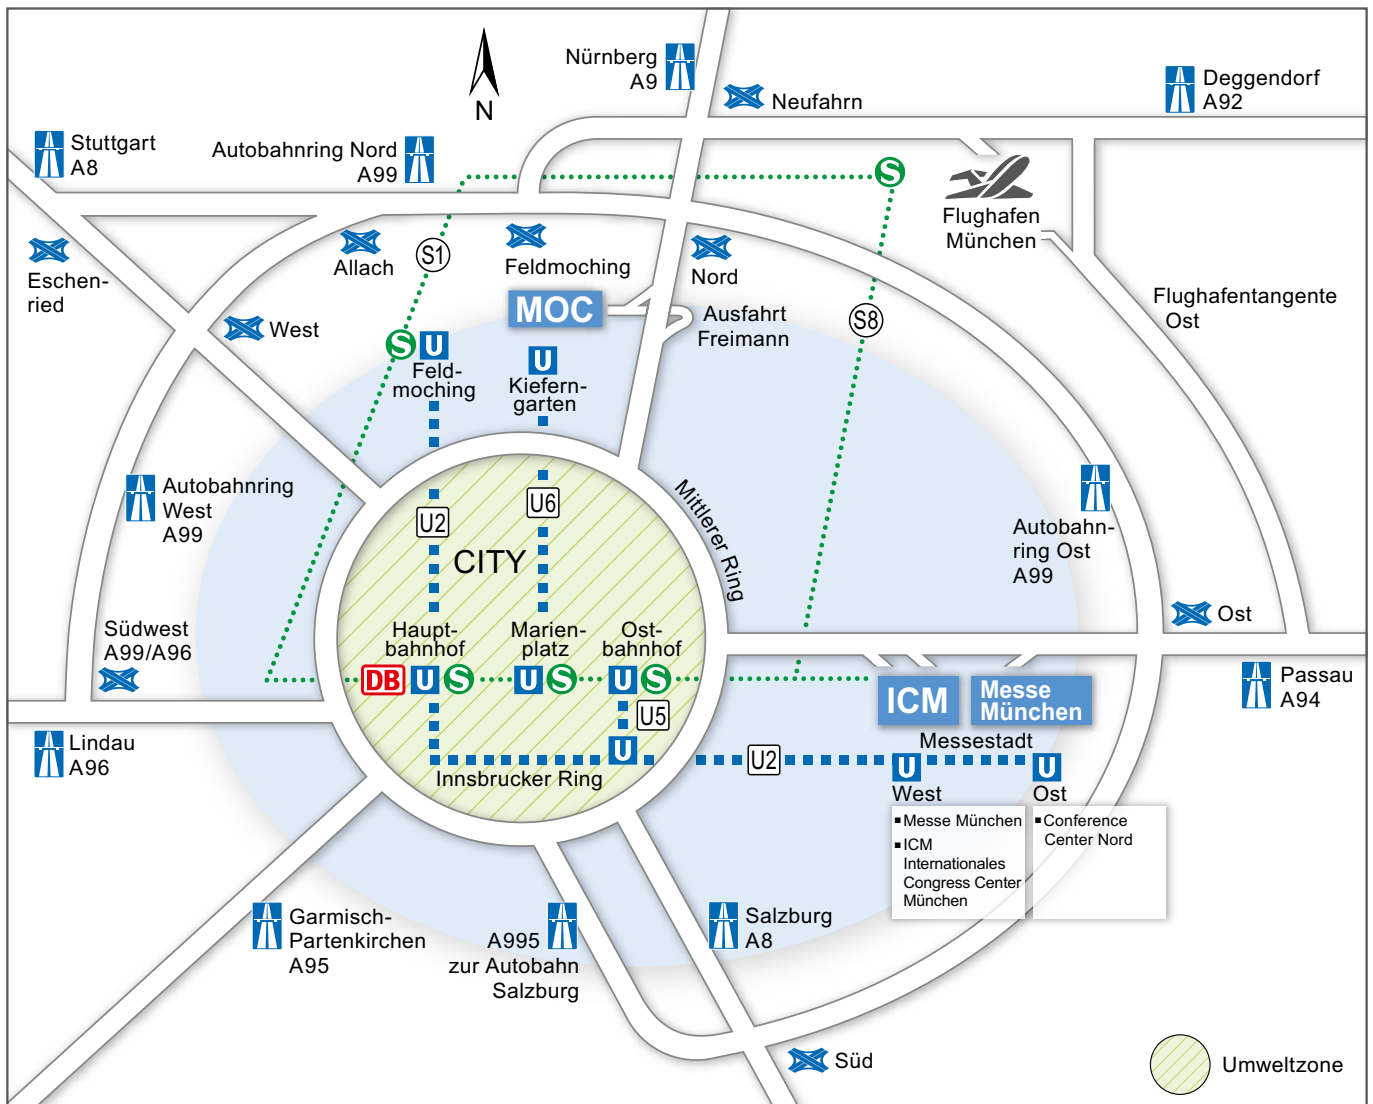 Nürnberg
A9
N
Neufahrn
Deggendorf
A92
Stuttgart
A8
Autobahnring Nord
A99
S
Flughafen
München
Eschen-
ried
Allach
S1
Feldmoching
Nord
MOC
Ausfahrt
Freimann
Flughafentangente
Ost
West
S8
S U
Feld-
moching
U
Kiefern-
garten
Autobahnring
West
A99
U2
U6
Mittlerer Ring
Autobahn-
ring Ost
A99
CITY
Südwest
A99/A96
Haupt-
bahnhof
Marien-
platz
Ost-
bahnhof
Ost
DB U S
U S
U S
ICM
Messe
München
Passau
A94
Lindau
A96
U5
U
Innsbrucker Ring
U2
Messestadt
U
West
U
Ost
Messe München
ICM
Internationales
Congress Center
München
Conference
Center Nord
Garmisch-
Partenkirchen
A95
A995
zur Autobahn
Salzburg
Salzburg
A8
Süd
Umweltzone